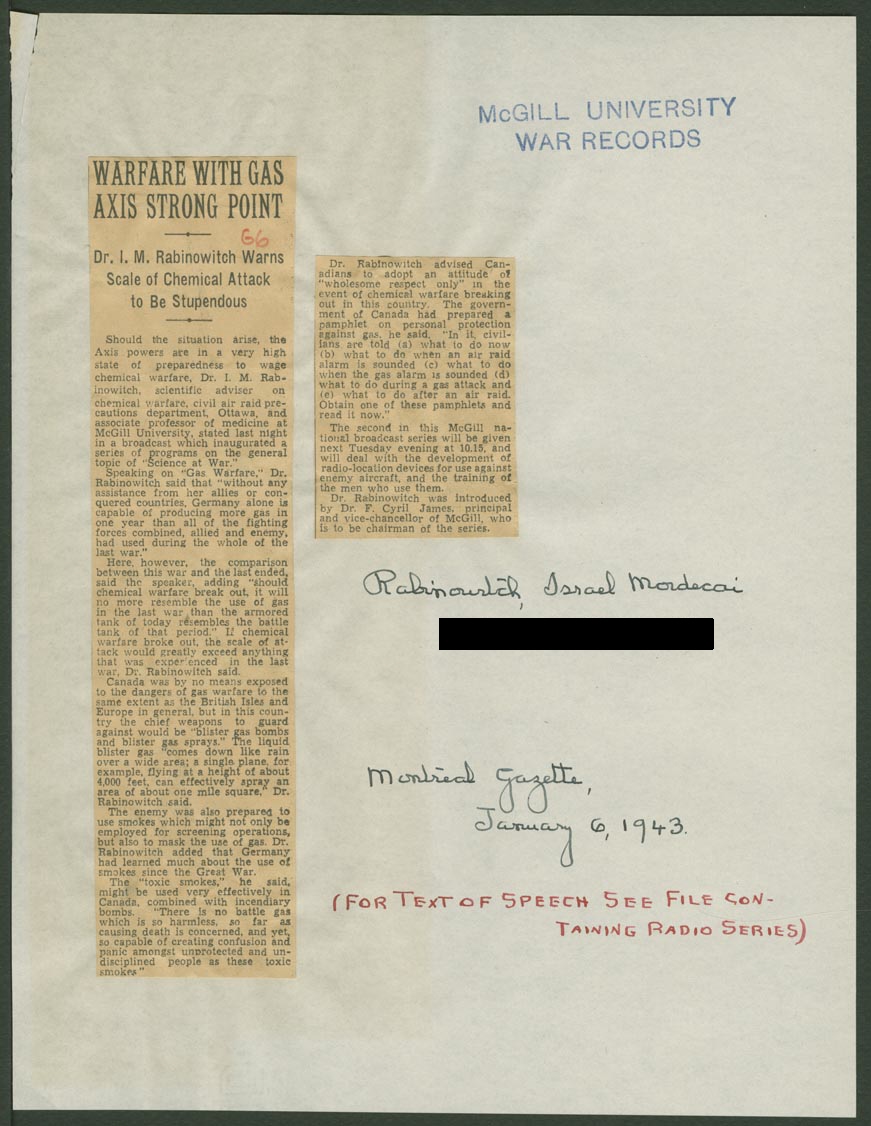 McGILL UNIVERSITY
WAR RECORDS
WARFARE WITH GAS
AXIS STRONG POINT
66
Dr. I. M. Rabinowitch Warns
Scale of Chemical Attack
to Be Stupendous
Should the situation arise, the
Axis powers are in a very high
state of preparedness to wage
chemical warfare, Dr. I. M. Rab-
inowitch, scientific adviser on
chemical warfare, civil air raid pre-
cautions department, Ottawa, and
associate professor of medicine at
McGill University, stated last night
in a broadcast which inaugurated a
series of programs on the general
topic of "Science at War."
Speaking on "Gas Warfare," Dr.
Rabinowitch said that "without any
assistance from her allies or con-
quered countries, Germany alone is
capable of producing more gas in
one year than all of the fighting
forces combined, allied and enemy,
had used during the whole of the
last war."
Here, however, the comparison
between this war and the last ended,
said the speaker, adding "should
chemical warfare break out, it will
no more resemble the use of gas
in the last war than the armored
tank of today resembles the battle
tank of that period." If chemical
warfare broke out, the scale of at-
tack would greatly exceed anything
that was experienced in the last
war, Dr. Rabinowitch said.
Canada was by no means exposed
to the dangers of gas warfare to the
same extent as the British Isles and
Europe in general, but in this coun-
try the chief weapons to guard
against would be "blister gas bombs
and blister gas sprays." The liquid
blister gas "comes down like rain
over a wide area; a single plane, for
example, flying at a height of about
4,000 feet, can effectively spray an
area of about one mile square," Dr.
Rabinowitch said.
The enemy was also prepared to
use smokes which might not only be
employed for screening operations,
but also to mask the use of gas. Dr.
Rabinowitch added that Germany
had learned much about the use of
smokes since the Great War.
The "toxic smokes," he said,
might be used very effectively in
Canada, combined with incendiary
bombs. "There is no battle gas
which is so harmless, so far as
causing death is concerned, and yet,
so capable of creating confusion and
panic amongst unprotected and un-
disciplined people as these toxic
smokes"
Dr. Rabinowitch advised Can-
adians to adopt an attitude of
"wholesome respect only" in the
event of chemical warfare breaking
out in this country. The govern-
ment of Canada had prepared a
pamphlet on personal protection
against gas, he said. "In it, civil-
ians are told (a) what to do now
(b) what to do when an air raid
alarm is sounded (c) what to do
when the gas alarm is sounded (d)
what to do during a gas attack and
(e) what to do after an air raid.
Obtain one of these pamphlets and
read it now."
The second in this McGill na-
tional broadcast series will be given
next Tuesday evening at 10.15, and
will deal with the development of
radio-location devices for use against
enemy aircraft, and the training of
the men who use them.
Dr. Rabinowitch was introduced
by Dr. F. Cyril James, principal
and vice-chancellor of McGill, who
is to be chairman of the series.
Rabinowitch, Israel Mordecai
Montreal Gazette,
January 6, 1943.
(FOR TEXT OF SPEECH SEE FILE CON-
TAINING RADIO SERIES)